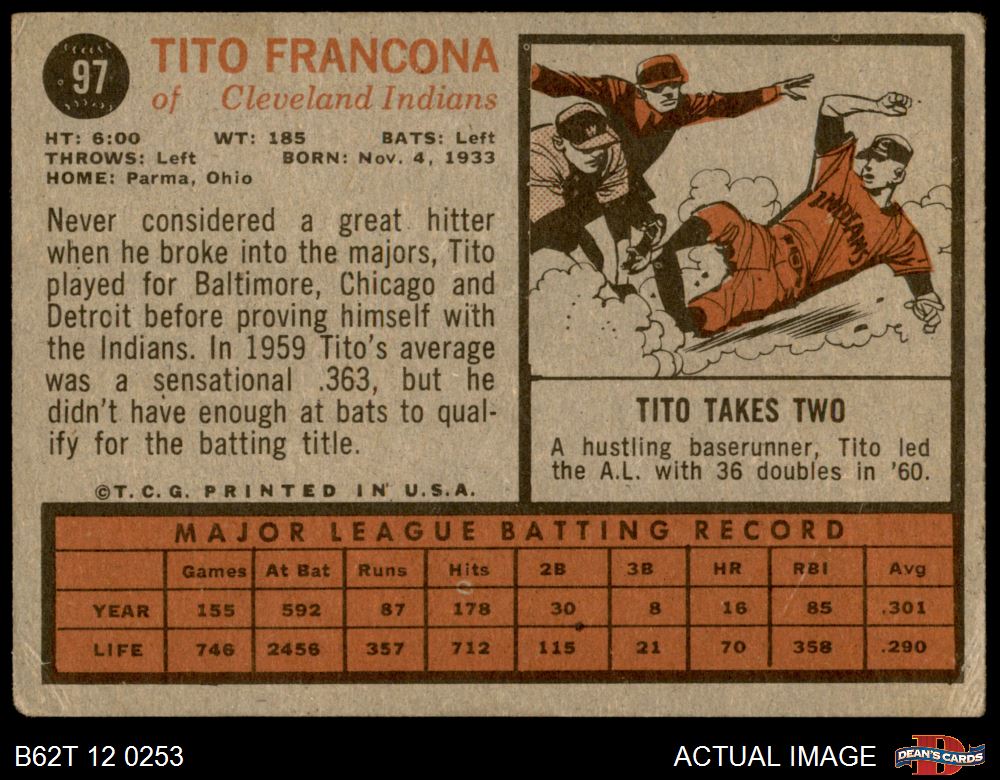 97
TITO FRANCONA
of Cleveland Indians
HT: 6:00 WT: 185 BATS: Left
THROWS: Left BORN: Nov. 4, 1933
HOME: Parma, Ohio
Never considered a great hitter
when he broke into the majors, Tito
played for Baltimore, Chicago and
Detroit before proving himself with
the Indians. In 1959 Tito's average
was a sensational .363, but he
didn't have enough at bats to qual-
ify for the batting title.
©T.C.G. PRINTED IN U.S.A.
INDIANS
TITO TAKES TWO
A hustling baserunner, Tito led
the A.L. with 36 doubles in '60.
MAJOR LEAGUE BATTING RECORD
Games At Bat Runs Hits 2B 3B HR RBI Avg
YEAR 155 592 87 178 30 8 16 85 .301
LIFE 746 2456 357 712 115 21 70 358 .290
B62T 12 0253 ACTUAL IMAGE DEAN'S CARDS